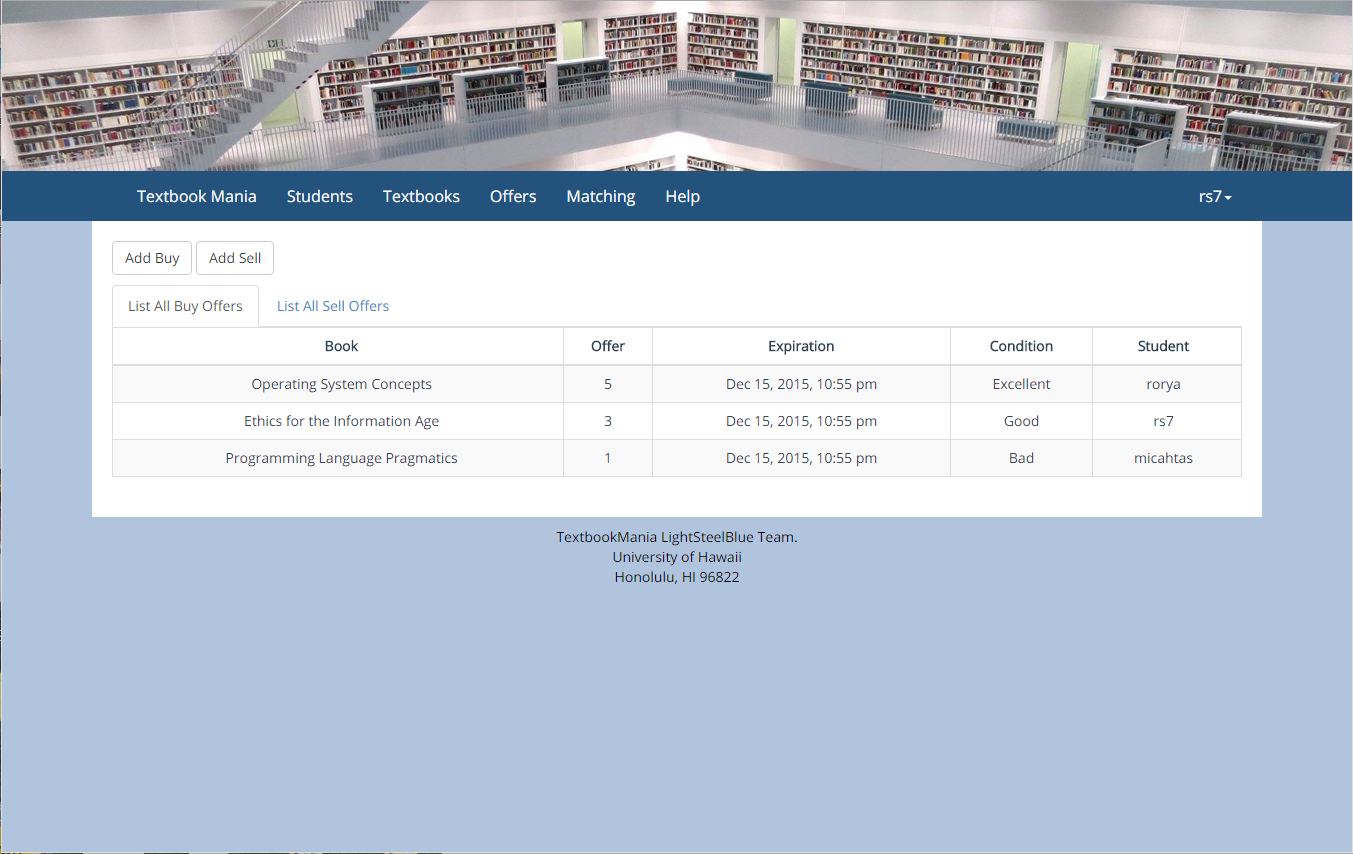 Textbook Mania Students Textbooks Offers Matching Help rs7
Add Buy Add Sell
List All Buy Offers List All Sell Offers
Book Offer Expiration Condition Student
Operating System Concepts 5 Dec 15, 2015, 10:55 pm Excellent rorya
Ethics for the Information Age 3 Dec 15, 2015, 10:55 pm Good rs7
Programming Language Pragmatics 1 Dec 15, 2015, 10:55 pm Bad micahtas
TextbookMania LightSteelBlue Team.
University of Hawaii
Honolulu, HI 96822